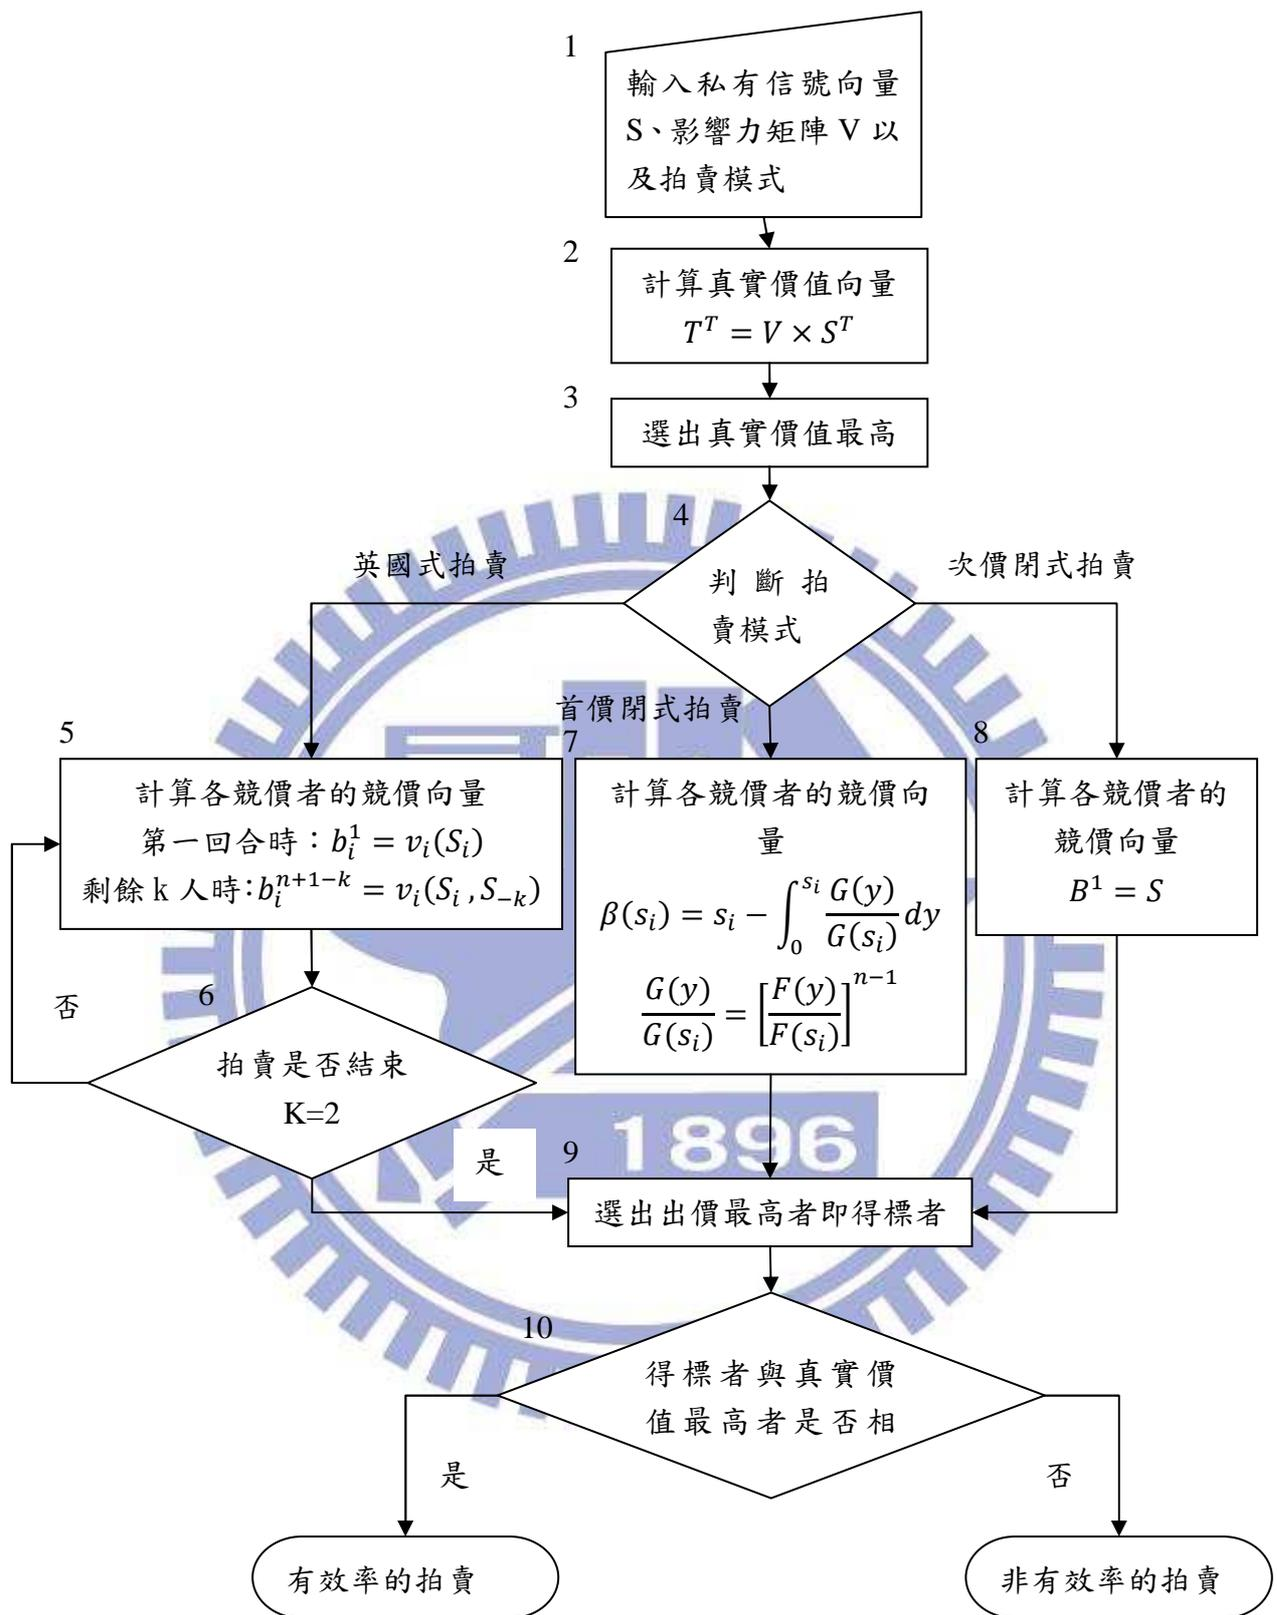 1
輸入私有信號向量
S、影響力矩陣 V 以
及拍賣模式
2
計算真實價值向量
$T^T = V \times S^T$
3
選出真實價值最高
4
判斷拍
賣模式
英國式拍賣
首價閉式拍賣
次價閉式拍賣
5
計算各競價者的競價向量
第一回合時：$b_i^1 = v_i(S_i)$
剩餘 k 人時:$b_i^{n+1-k} = v_i(S_i, S_{-k})$
6
拍賣是否結束
K=2
否
是
7
計算各競價者的競價向
量
$\beta(s_i) = s_i - \int_0^{s_i} \frac{G(y)}{G(s_i)} dy$
$\frac{G(y)}{G(s_i)} = \left[\frac{F(y)}{F(s_i)}\right]^{n-1}$
8
計算各競價者的
競價向量
$B^1 = S$
9
選出出價最高者即得標者
10
得標者與真實價
值最高者是否相
是
否
有效率的拍賣
非有效率的拍賣
1896